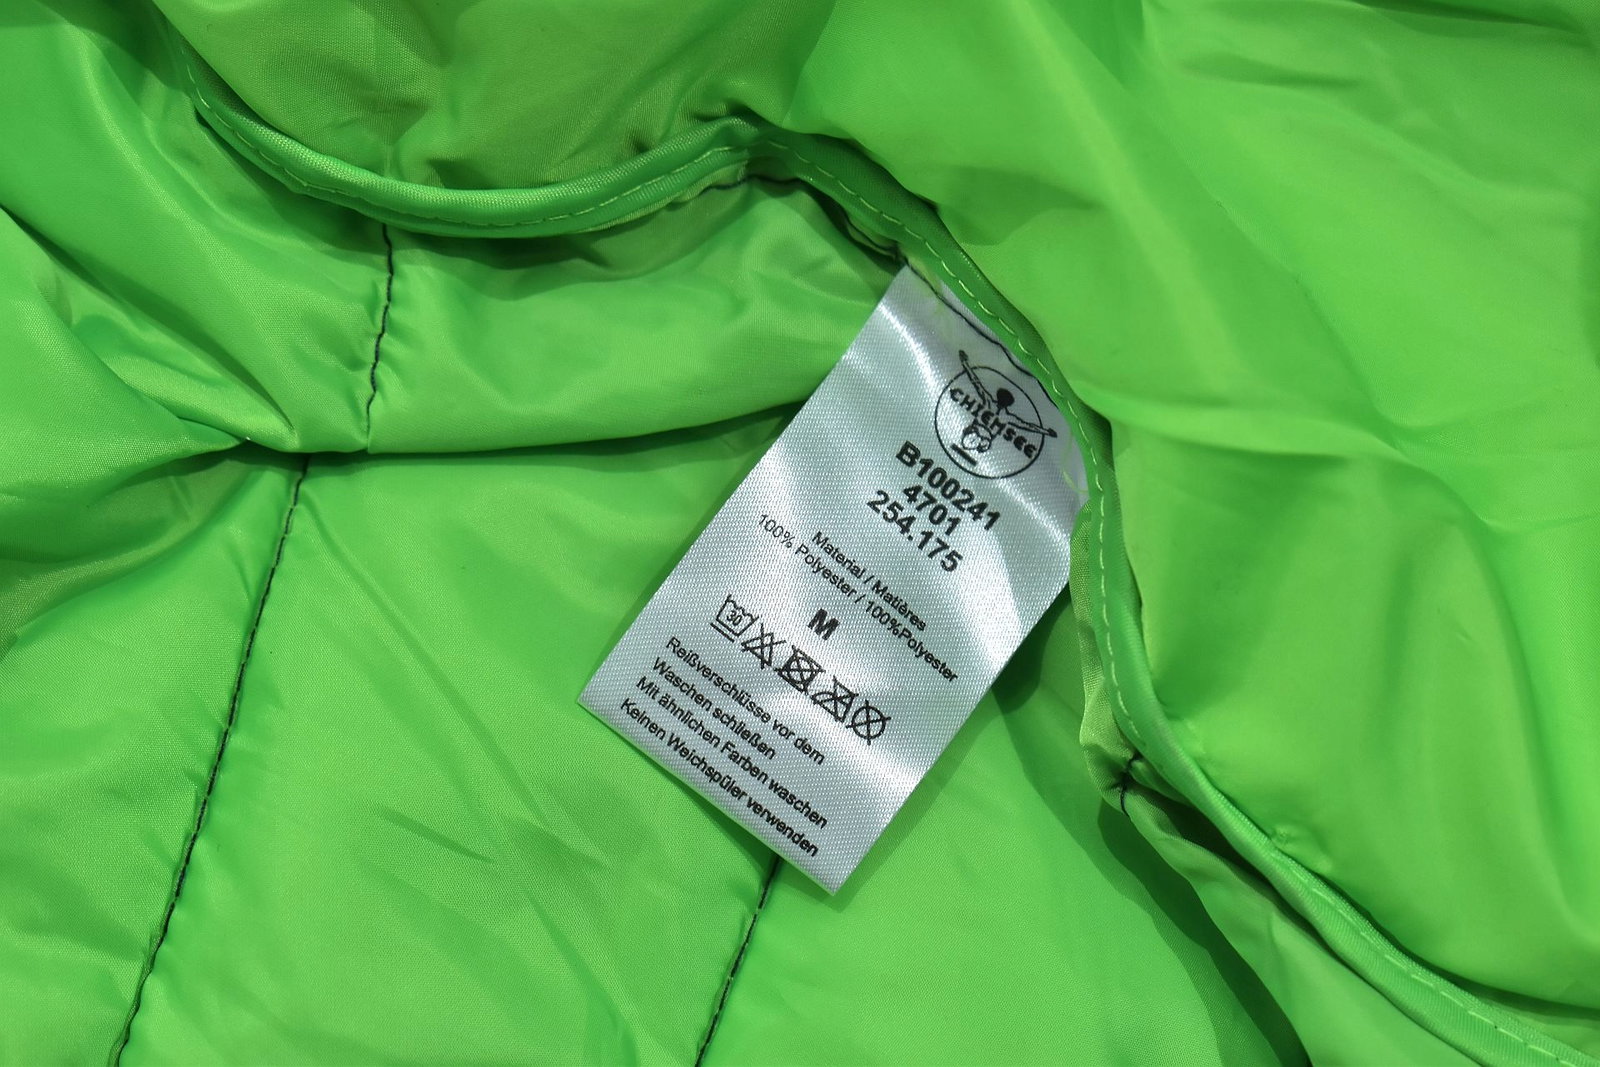 CHIEMSEE
B100241
4701
254.175
Material / Matières
100% Polyester / 100%Polyester
M
30
Reißverschlüsse vor dem
Waschen schließen
Mit ähnlichen Farben waschen
Keinen Weichspüler verwenden